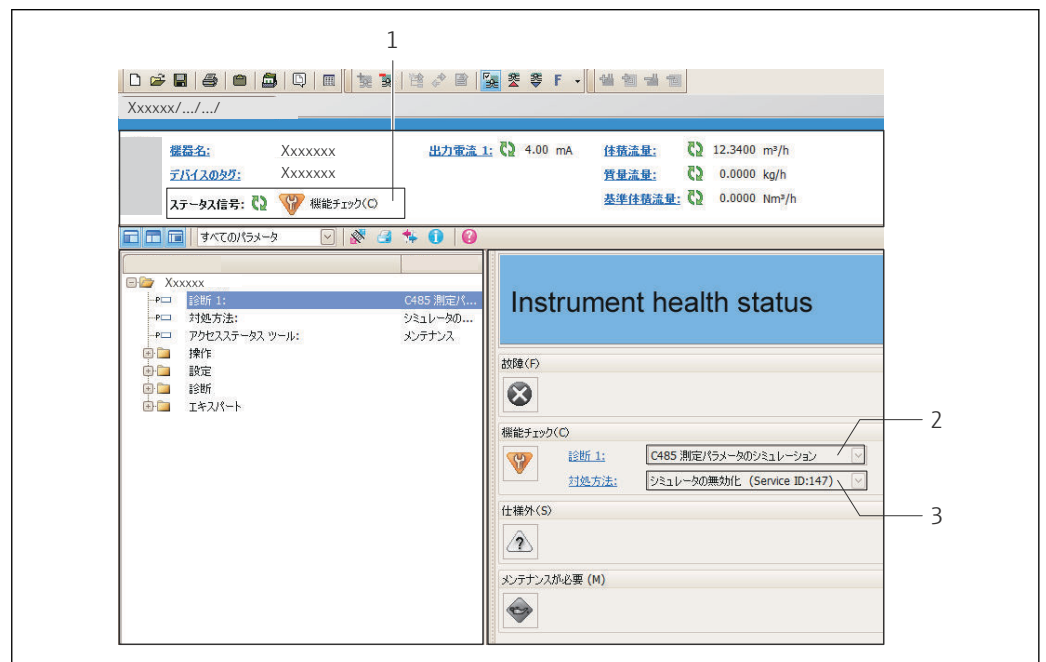 1
F
Xxxxxx/.../.../
機器名: Xxxxxxx 出力電流 1: 4.00 mA 体積流量: 12.3400 m³/h
デバイスのタグ: Xxxxxxx 質量流量: 0.0000 kg/h
ステータス信号: 機能チェック(C) 基準体積流量: 0.0000 Nm³/h
すべてのパラメータ
Xxxxxx
診断 1: C485 測定パ...
対処方法: シミュレータの...
アクセスステータス ツール: メンテナンス
操作
設定
診断
エキスパート
Instrument health status
故障(F)
機能チェック(C)
診断 1: C485 測定パラメータのシミュレーション
2
対処方法: シミュレータの無効化 (Service ID:147)
3
仕様外(S)
?
メンテナンスが必要 (M)